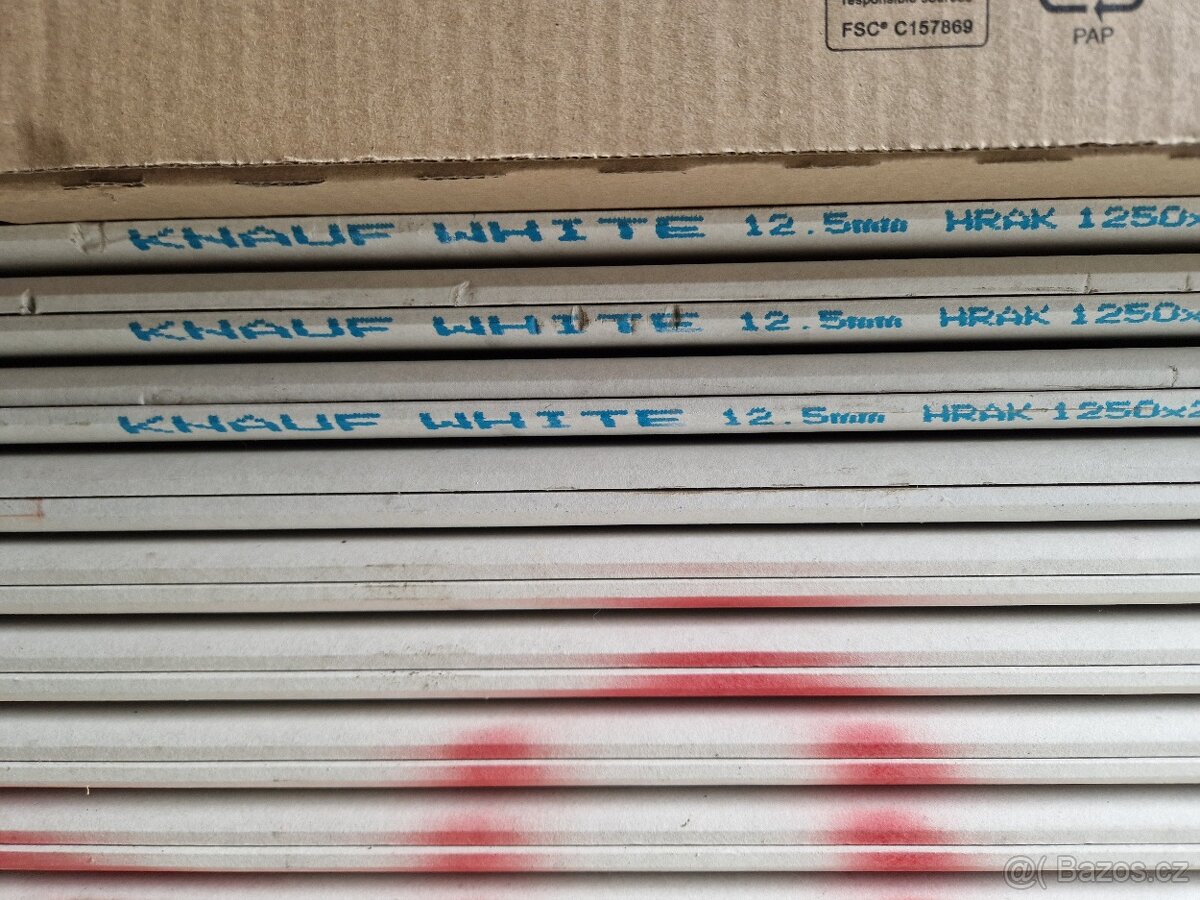 responsible sources
FSC® C157869
PAP
KNAUF WHITE 12.5mm HRAK 1250x
KNAUF WHITE 12.5mm HRAK 1250x
KNAUF WHITE 12.5mm HRAK 1250x2
@( Bazos.cz